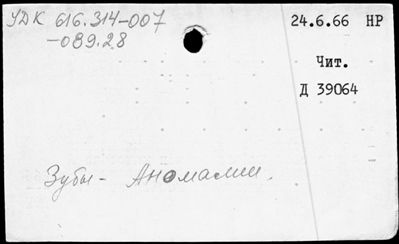 УДК 616.314-007
-089.28
24.6.66 НР
Чит.
Д 39064
Зубы - Аномалии.